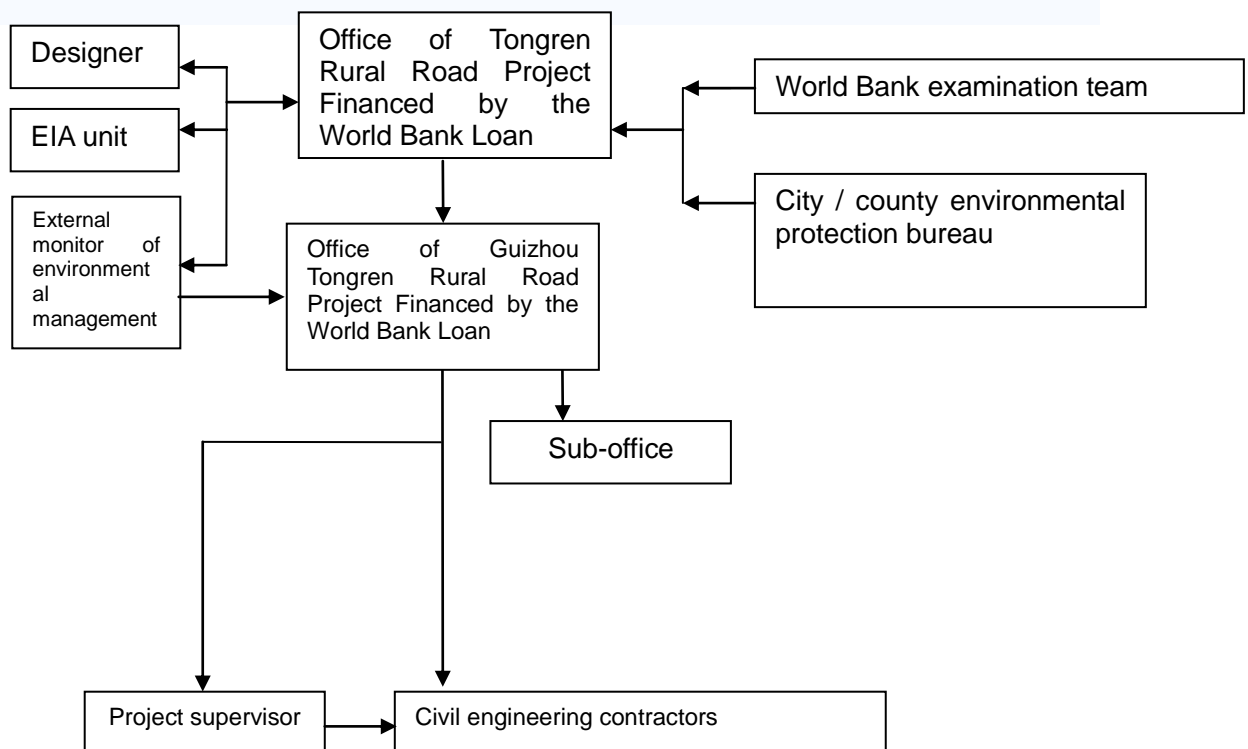 Designer
Office of Tongren
Rural Road Project
Financed by the
World Bank Loan
World Bank examination team
EIA unit
City / county environmental
protection bureau
External
monitor of
environment
al
management
Office of Guizhou
Tongren Rural Road
Project Financed by the
World Bank Loan
Sub-office
Project supervisor
Civil engineering contractors